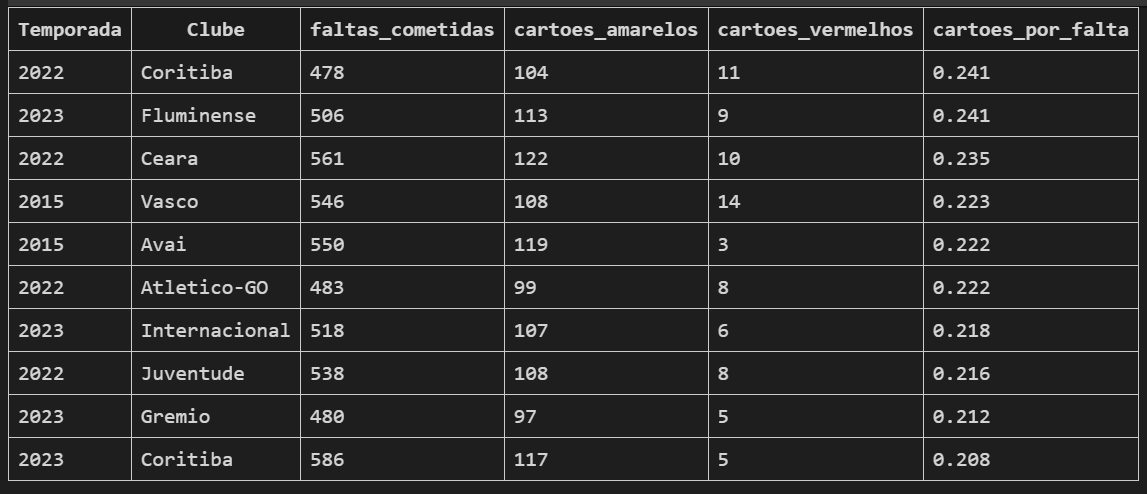 Temporada Clube faltas_cometidas cartoes_amarelos cartoes_vermelhos cartoes_por_falta
2022 Coritiba 478 104 11 0.241
2023 Fluminense 506 113 9 0.241
2022 Ceara 561 122 10 0.235
2015 Vasco 546 108 14 0.223
2015 Avai 550 119 3 0.222
2022 Atletico-GO 483 99 8 0.222
2023 Internacional 518 107 6 0.218
2022 Juventude 538 108 8 0.216
2023 Gremio 480 97 5 0.212
2023 Coritiba 586 117 5 0.208